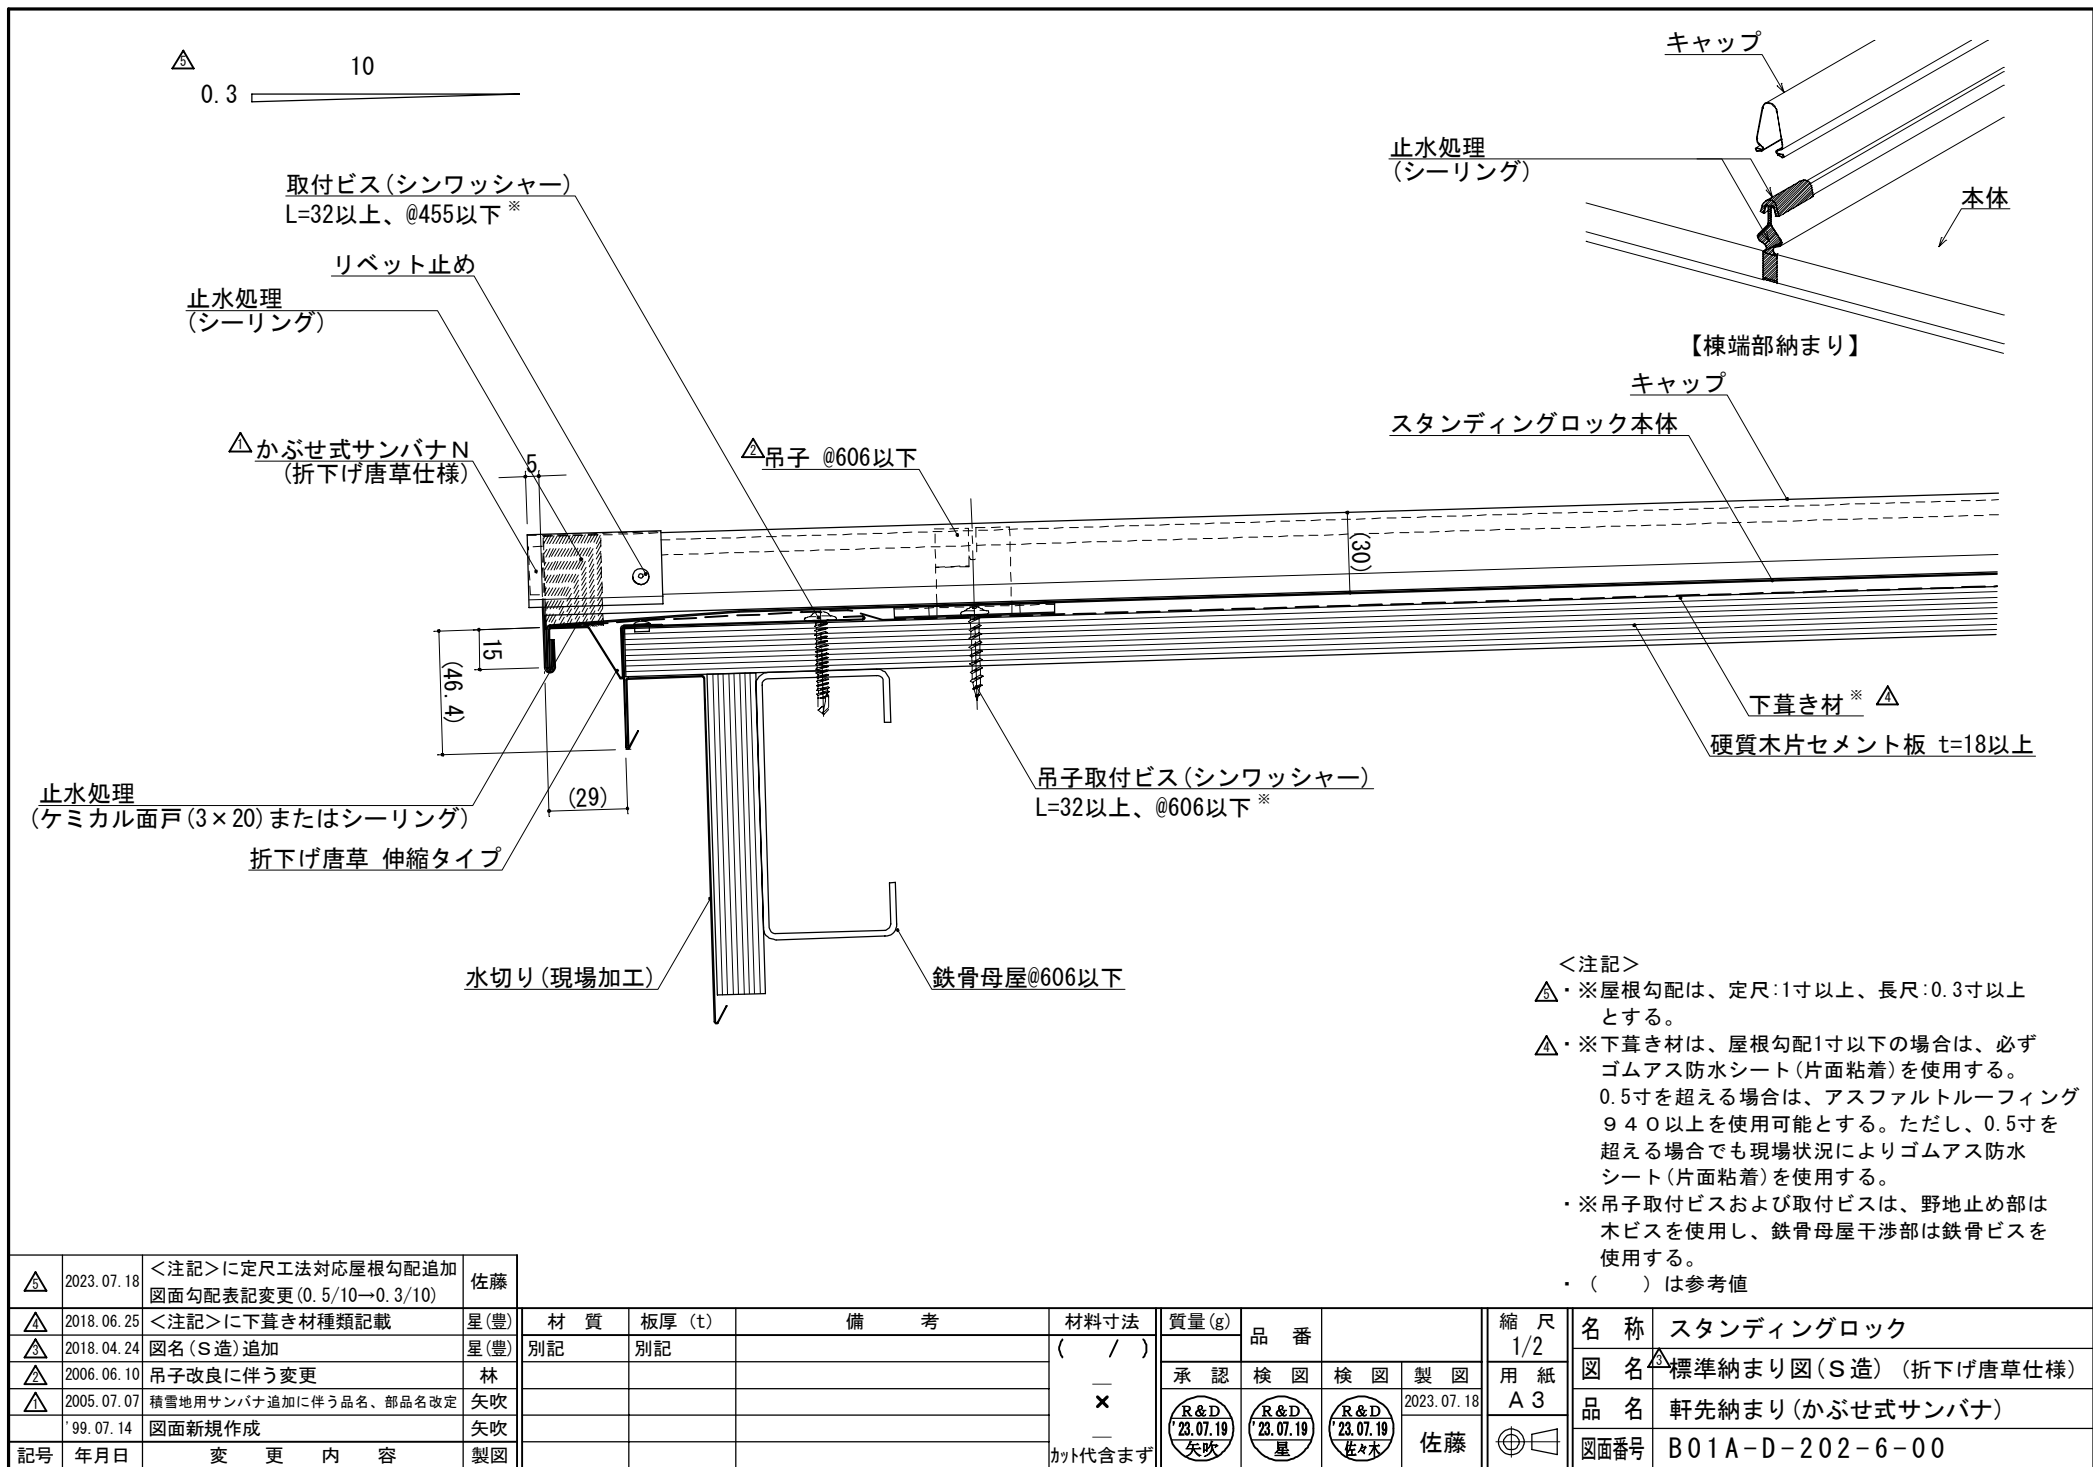 5
10
0.3
キャップ
止水処理
(シーリング)
本体
【棟端部納まり】
取付ビス(シンワッシャー)
L=32以上、@455以下※
リベット止め
止水処理
(シーリング)
キャップ
スタンディングロック本体
1 かぶせ式サンバナN
(折下げ唐草仕様)
5
2 吊子 @606以下
(30)
15
(46.4)
(29)
下葺き材※ 4
硬質木片セメント板 t=18以上
吊子取付ビス(シンワッシャー)
L=32以上、@606以下※
止水処理
(ケミカル面戸(3×20)またはシーリング)
折下げ唐草 伸縮タイプ
水切り(現場加工)
鉄骨母屋@606以下
<注記>
5・※屋根勾配は、定尺:1寸以上、長尺:0.3寸以上
とする。
4・※下葺き材は、屋根勾配1寸以下の場合は、必ず
ゴムアス防水シート(片面粘着)を使用する。
0.5寸を超える場合は、アスファルトルーフィング
940以上を使用可能とする。ただし、0.5寸を
超える場合でも現場状況によりゴムアス防水
シート(片面粘着)を使用する。
・※吊子取付ビスおよび取付ビスは、野地止め部は
木ビスを使用し、鉄骨母屋干渉部は鉄骨ビスを
使用する。
・( )は参考値
5 2023.07.18 <注記>に定尺工法対応屋根勾配追加 佐藤
図面勾配表記変更(0.5/10→0.3/10)
4 2018.06.25 <注記>に下葺き材種類記載 星(豊)
3 2018.04.24 図名(S造)追加 星(豊)
2 2006.06.10 吊子改良に伴う変更 林
1 2005.07.07 積雪地用サンバナ追加に伴う品名、部品名改定 矢吹
'99.07.14 図面新規作成 矢吹
記号 年月日 変更内容 製図
材質 板厚(t) 備考 材料寸法
別記 別記 ( / )
×
カット代含まず
質量(g) 品番
承認 検図 検図 製図
R&D '23.07.19 矢吹
R&D '23.07.19 星
R&D '23.07.19 佐々木
2023.07.18
佐藤
縮尺
1/2
用紙
A3
名称 スタンディングロック
図名 3 標準納まり図(S造)(折下げ唐草仕様)
品名 軒先納まり(かぶせ式サンバナ)
図面番号 B01A-D-202-6-00